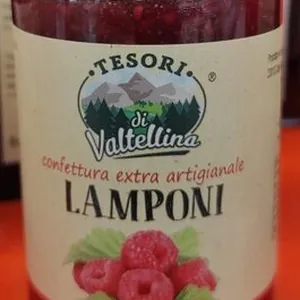 · TESORI ·
di
Valtellina
®
confettura extra artigianale
LAMPONI